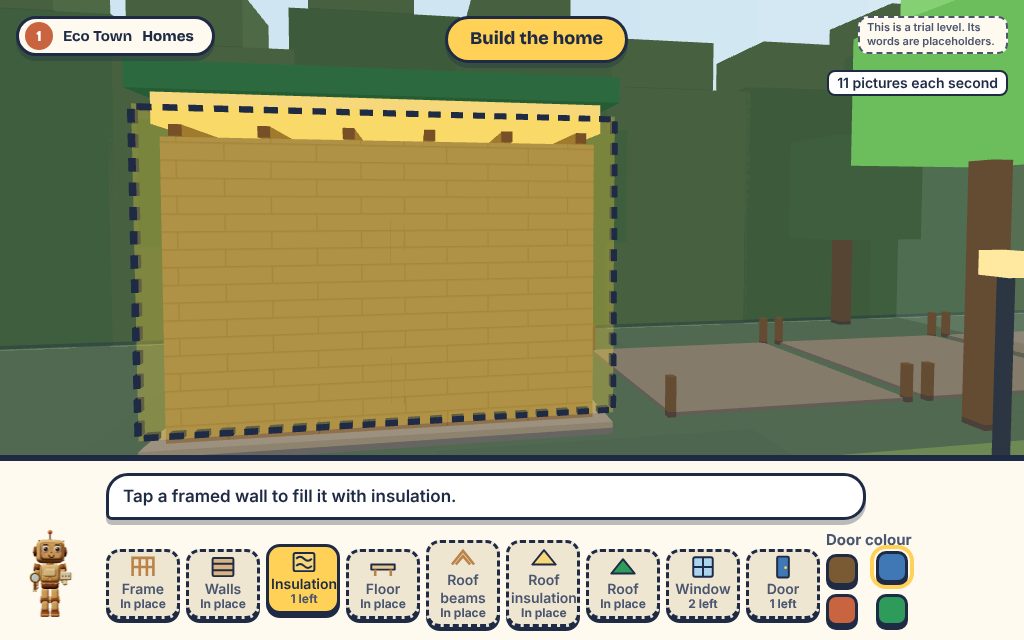 1 Eco Town Homes
Build the home
This is a trial level. Its
words are placeholders.
11 pictures each second
Tap a framed wall to fill it with insulation.
Frame
In place
Walls
In place
Insulation
1 left
Floor
In place
Roof
beams
In place
Roof
insulation
In place
Roof
In place
Window
2 left
Door
1 left
Door colour